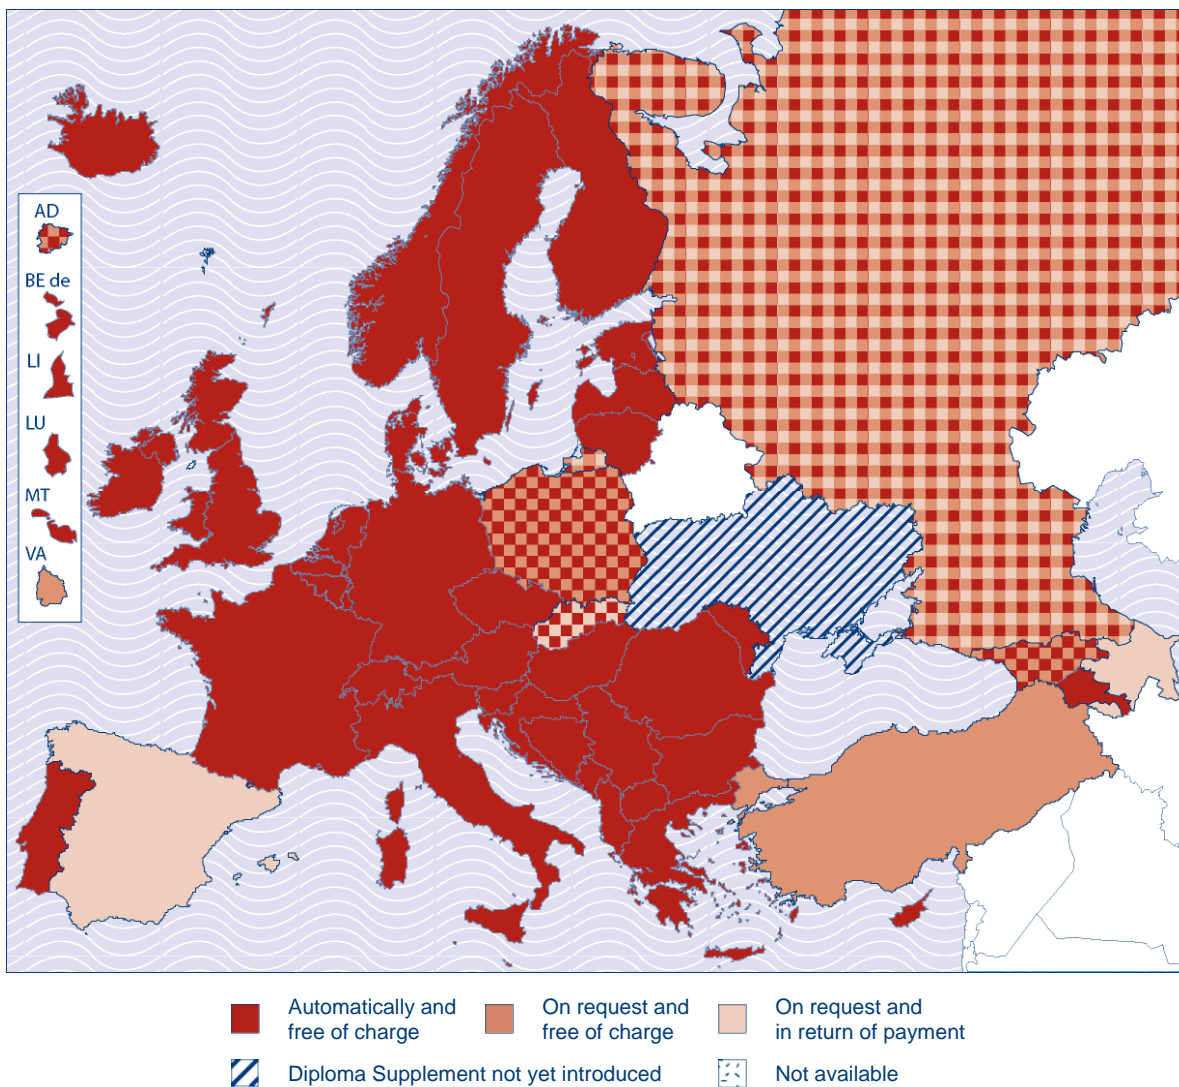 AD
BE de
LI
LU
MT
VA
Automatically and
free of charge
On request and
free of charge
On request and
in return of payment
Diploma Supplement not yet introduced
Not available